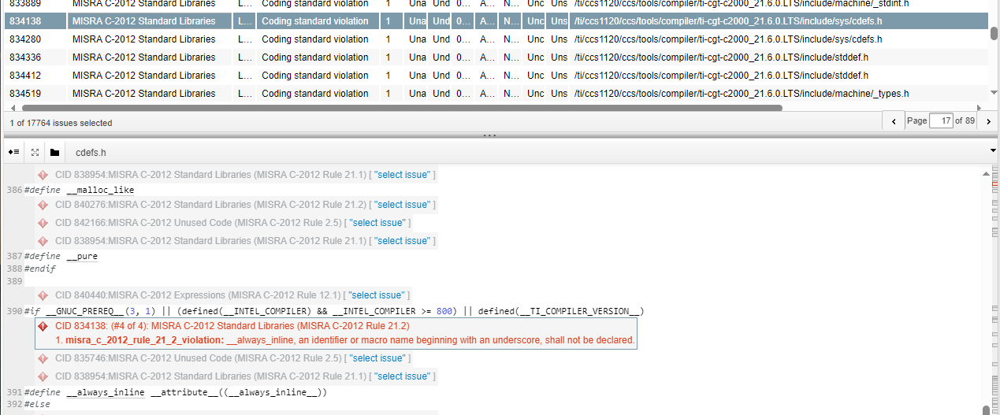 833889 MISRA C-2012 Standard Libraries L... Coding standard violation 1 Una Und 0... A... N... Unc Uns /ti/ccs1120/ccs/tools/compiler/ti-cgt-c2000_21.6.0.LTS/include/machine/_stdint.h
834138 MISRA C-2012 Standard Libraries L... Coding standard violation 1 Una Und 0... A... N... Unc Uns /ti/ccs1120/ccs/tools/compiler/ti-cgt-c2000_21.6.0.LTS/include/sys/cdefs.h
834280 MISRA C-2012 Standard Libraries L... Coding standard violation 1 Una Und 0... A... N... Unc Uns /ti/ccs1120/ccs/tools/compiler/ti-cgt-c2000_21.6.0.LTS/include/sys/cdefs.h
834336 MISRA C-2012 Standard Libraries L... Coding standard violation 1 Una Und 0... A... N... Unc Uns /ti/ccs1120/ccs/tools/compiler/ti-cgt-c2000_21.6.0.LTS/include/stddef.h
834412 MISRA C-2012 Standard Libraries L... Coding standard violation 1 Una Und 0... A... N... Unc Uns /ti/ccs1120/ccs/tools/compiler/ti-cgt-c2000_21.6.0.LTS/include/stddef.h
834519 MISRA C-2012 Standard Libraries L... Coding standard violation 1 Una Und 0... A... N... Unc Uns /ti/ccs1120/ccs/tools/compiler/ti-cgt-c2000_21.6.0.LTS/include/machine/_types.h
1 of 17764 issues selected Page 17 of 89
cdefs.h
CID 838954:MISRA C-2012 Standard Libraries (MISRA C-2012 Rule 21.1) [ "select issue" ]
386 #define __malloc_like
CID 840276:MISRA C-2012 Standard Libraries (MISRA C-2012 Rule 21.2) [ "select issue" ]
CID 842166:MISRA C-2012 Unused Code (MISRA C-2012 Rule 2.5) [ "select issue" ]
CID 838954:MISRA C-2012 Standard Libraries (MISRA C-2012 Rule 21.1) [ "select issue" ]
387 #define __pure
388 #endif
389
CID 840440:MISRA C-2012 Expressions (MISRA C-2012 Rule 12.1) [ "select issue" ]
390 #if __GNUC_PREREQ__(3, 1) || (defined(__INTEL_COMPILER) && __INTEL_COMPILER >= 800) || defined(__TI_COMPILER_VERSION__)
CID 834138: (#4 of 4): MISRA C-2012 Standard Libraries (MISRA C-2012 Rule 21.2)
1. misra_c_2012_rule_21_2_violation: __always_inline, an identifier or macro name beginning with an underscore, shall not be declared.
CID 835746:MISRA C-2012 Unused Code (MISRA C-2012 Rule 2.5) [ "select issue" ]
CID 838954:MISRA C-2012 Standard Libraries (MISRA C-2012 Rule 21.1) [ "select issue" ]
391 #define __always_inline __attribute__((__always_inline__))
392 #else